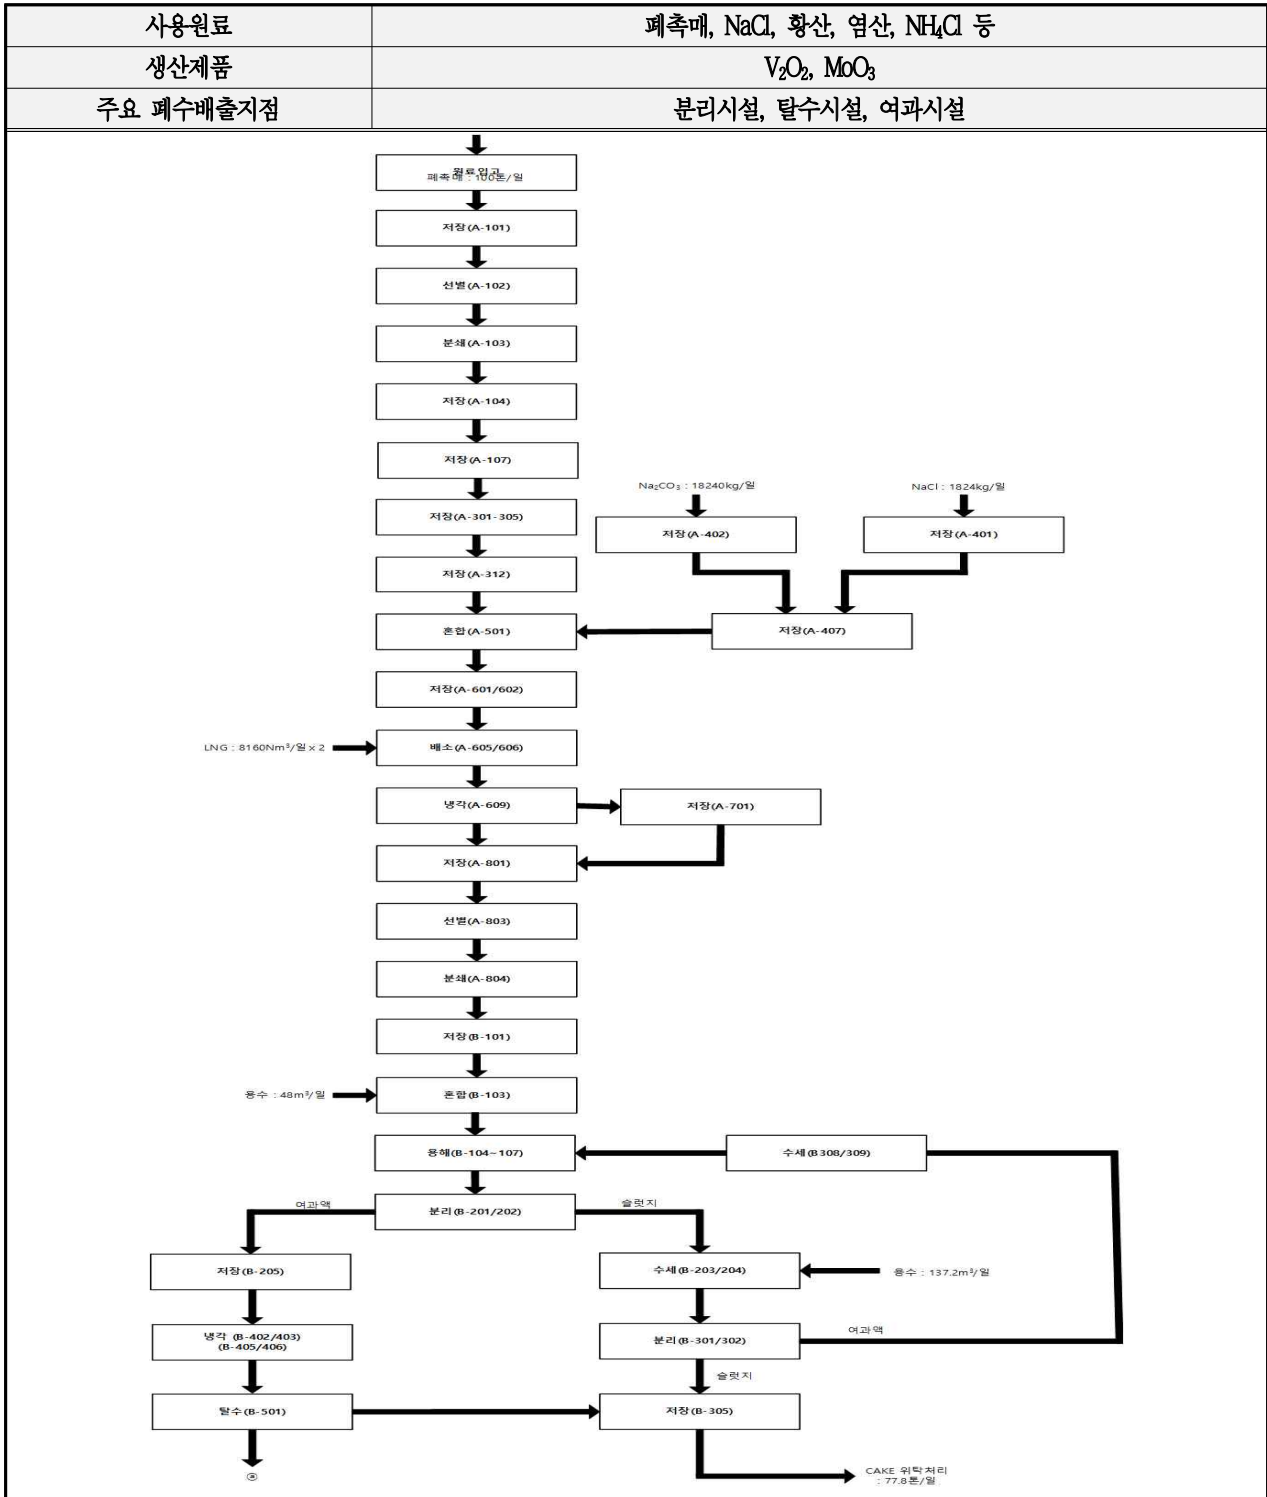 사용원료 폐촉매, NaCl, 황산, 염산, NH₄Cl 등
생산제품 V₂O₂, MoO₃
주요 폐수배출지점 분리시설, 탈수시설, 여과시설
원료입고
폐촉매 : 100톤/일
저장(A-101)
선별(A-102)
분쇄(A-103)
저장(A-104)
저장(A-107)
Na₂CO₃ : 18240kg/일
NaCl : 1824kg/일
저장(A-301-305)
저장(A-402)
저장(A-401)
저장(A-312)
혼합(A-501)
저장(A-407)
저장(A-601/602)
LNG : 8160Nm³/일 x 2
배소(A-605/606)
냉각(A-609)
저장(A-701)
저장(A-801)
선별(A-803)
분쇄(A-804)
저장(B-101)
용수 : 48m³/일
혼합(B-103)
용해(B-104~107)
수세(B308/309)
여과액
분리(B-201/202)
슬럿지
저장(B-205)
수세(B-203/204)
용수 : 137.2m³/일
냉각 (B-402/403)
(B-405/406)
분리(B-301/302)
여과액
슬럿지
탈수(B-501)
저장(B-305)
ⓐ
CAKE 위탁처리
: 77.8톤/일